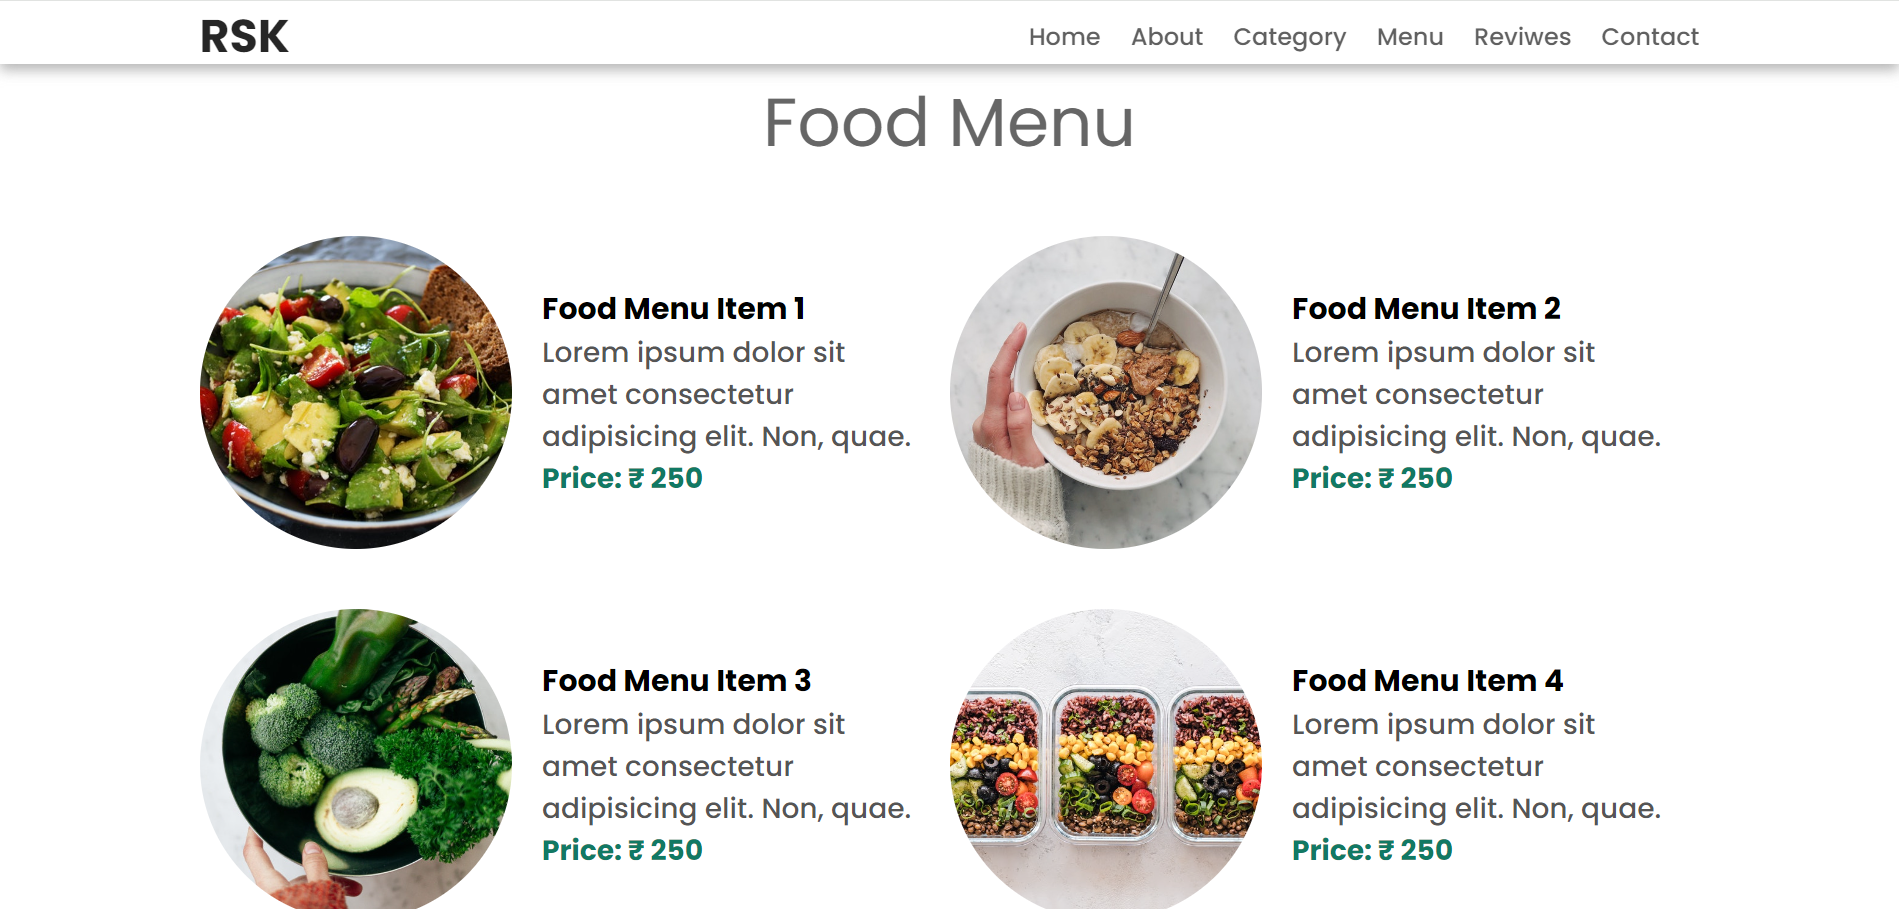 RSK
Home About Category Menu Reviwes Contact
Food Menu
Food Menu Item 1
Lorem ipsum dolor sit
amet consectetur
adipisicing elit. Non, quae.
Price: ₹ 250
Food Menu Item 2
Lorem ipsum dolor sit
amet consectetur
adipisicing elit. Non, quae.
Price: ₹ 250
Food Menu Item 3
Lorem ipsum dolor sit
amet consectetur
adipisicing elit. Non, quae.
Price: ₹ 250
Food Menu Item 4
Lorem ipsum dolor sit
amet consectetur
adipisicing elit. Non, quae.
Price: ₹ 250